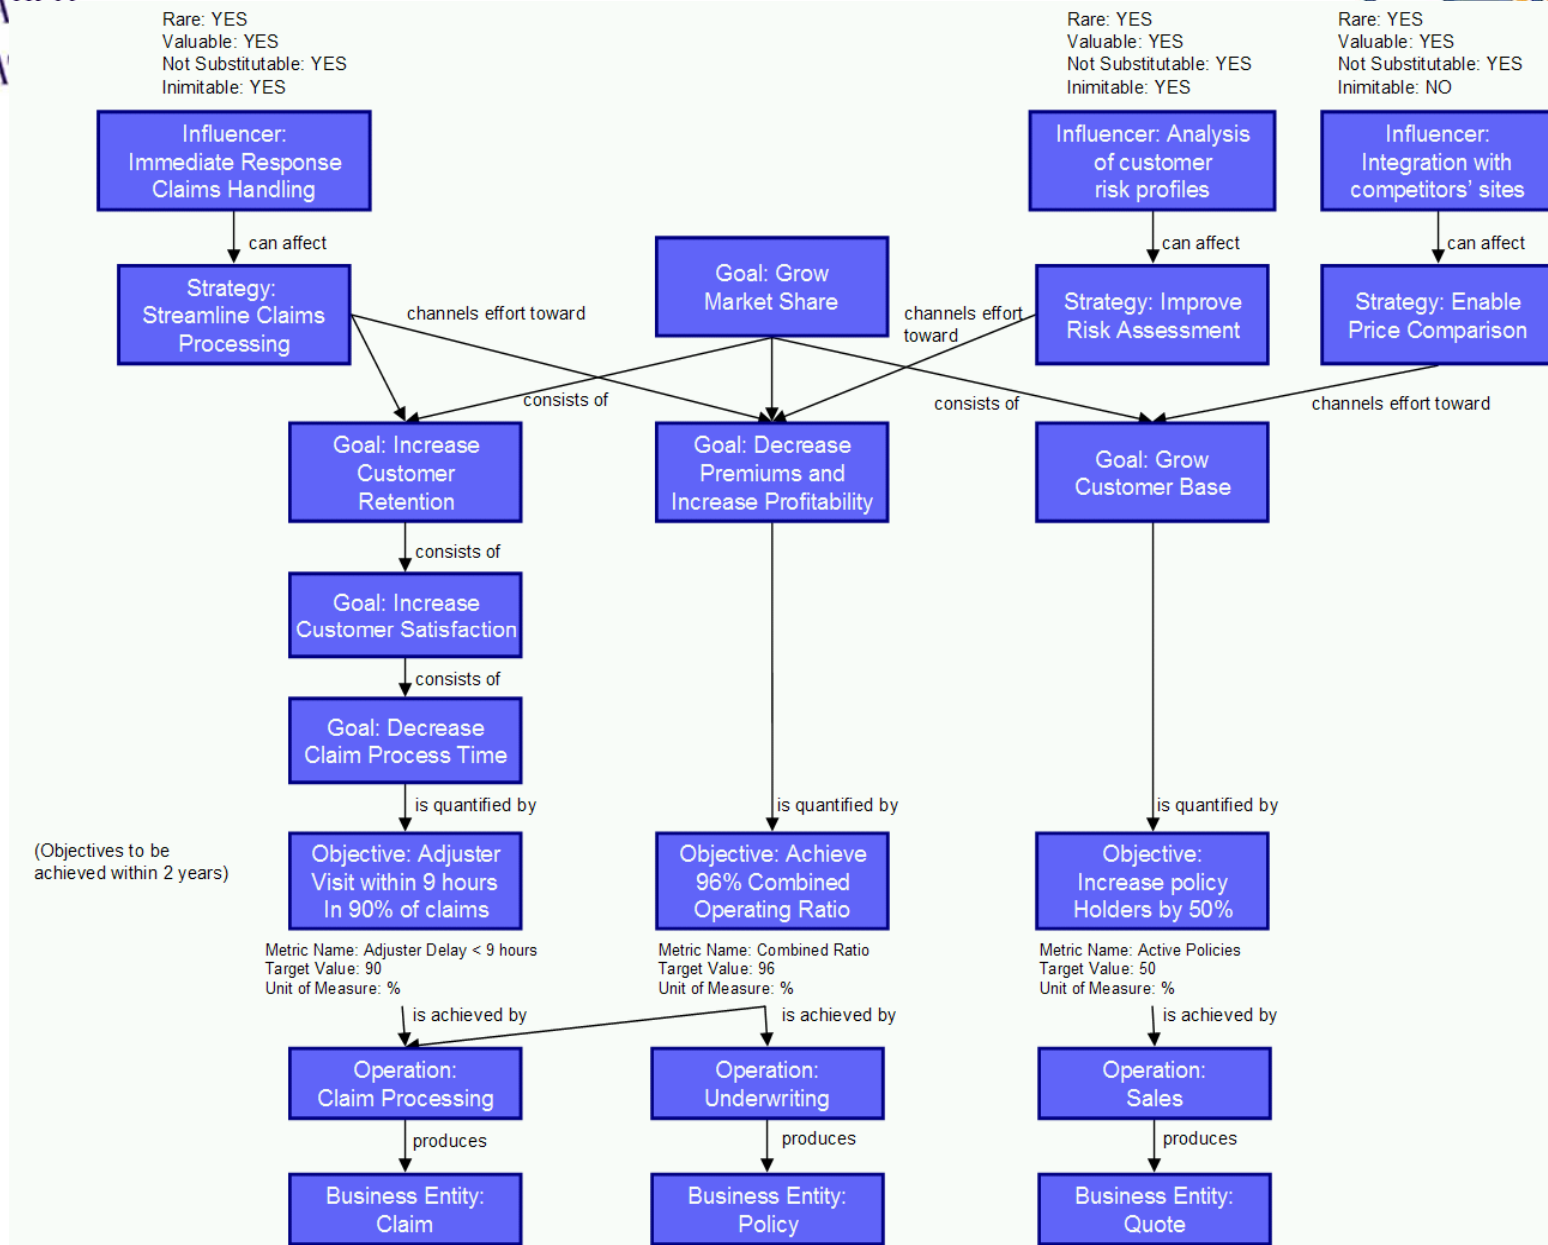 Rare: YES
Valuable: YES
Not Substitutable: YES
Inimitable: YES
Rare: YES
Valuable: YES
Not Substitutable: YES
Inimitable: YES
Rare: YES
Valuable: YES
Not Substitutable: YES
Inimitable: NO
Influencer:
Immediate Response
Claims Handling
Influencer: Analysis
of customer
risk profiles
Influencer:
Integration with
competitors' sites
can affect
can affect
can affect
Strategy:
Streamline Claims
Processing
Goal: Grow
Market Share
Strategy: Improve
Risk Assessment
Strategy: Enable
Price Comparison
channels effort toward
channels effort
toward
consists of
consists of
channels effort toward
Goal: Increase
Customer
Retention
Goal: Decrease
Premiums and
Increase Profitability
Goal: Grow
Customer Base
consists of
Goal: Increase
Customer Satisfaction
consists of
Goal: Decrease
Claim Process Time
is quantified by
is quantified by
is quantified by
(Objectives to be
achieved within 2 years)
Objective: Adjuster
Visit within 9 hours
In 90% of claims
Objective: Achieve
96% Combined
Operating Ratio
Objective:
Increase policy
Holders by 50%
Metric Name: Adjuster Delay < 9 hours
Target Value: 90
Unit of Measure: %
Metric Name: Combined Ratio
Target Value: 96
Unit of Measure: %
Metric Name: Active Policies
Target Value: 50
Unit of Measure: %
is achieved by
is achieved by
is achieved by
Operation:
Claim Processing
Operation:
Underwriting
Operation:
Sales
produces
produces
produces
Business Entity:
Claim
Business Entity:
Policy
Business Entity:
Quote